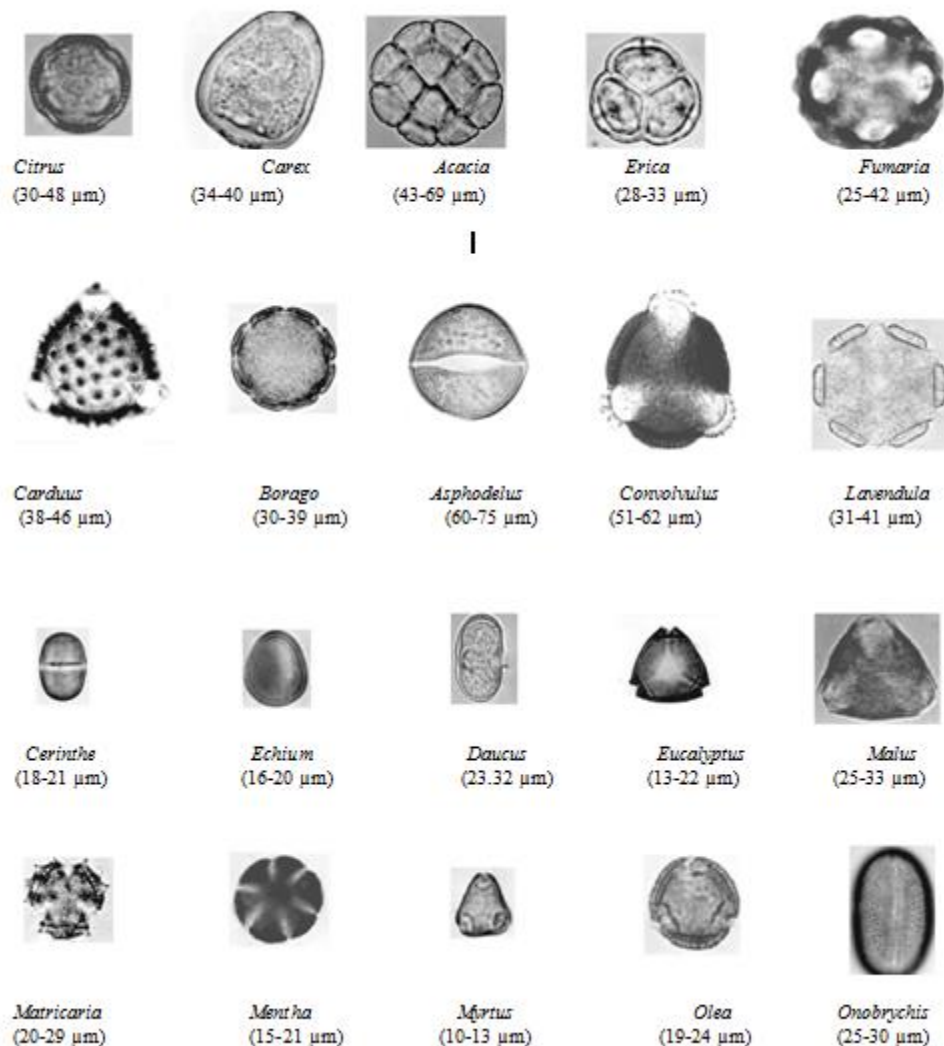 Citrus Carex Acacia Erica Fumaria
(30-48 µm) (34-40 µm) (43-69 µm) (28-33 µm) (25-42 µm)
Carduus Borago Asphodelus Convolvulus Lavendula
(38-46 µm) (30-39 µm) (60-75 µm) (51-62 µm) (31-41 µm)
Cerinthe Echium Daucus Eucalyptus Malus
(18-21 µm) (16-20 µm) (23.32 µm) (13-22 µm) (25-33 µm)
Matricaria Mentha Myrtus Olea Onobrychis
(20-29 µm) (15-21 µm) (10-13 µm) (19-24 µm) (25-30 µm)